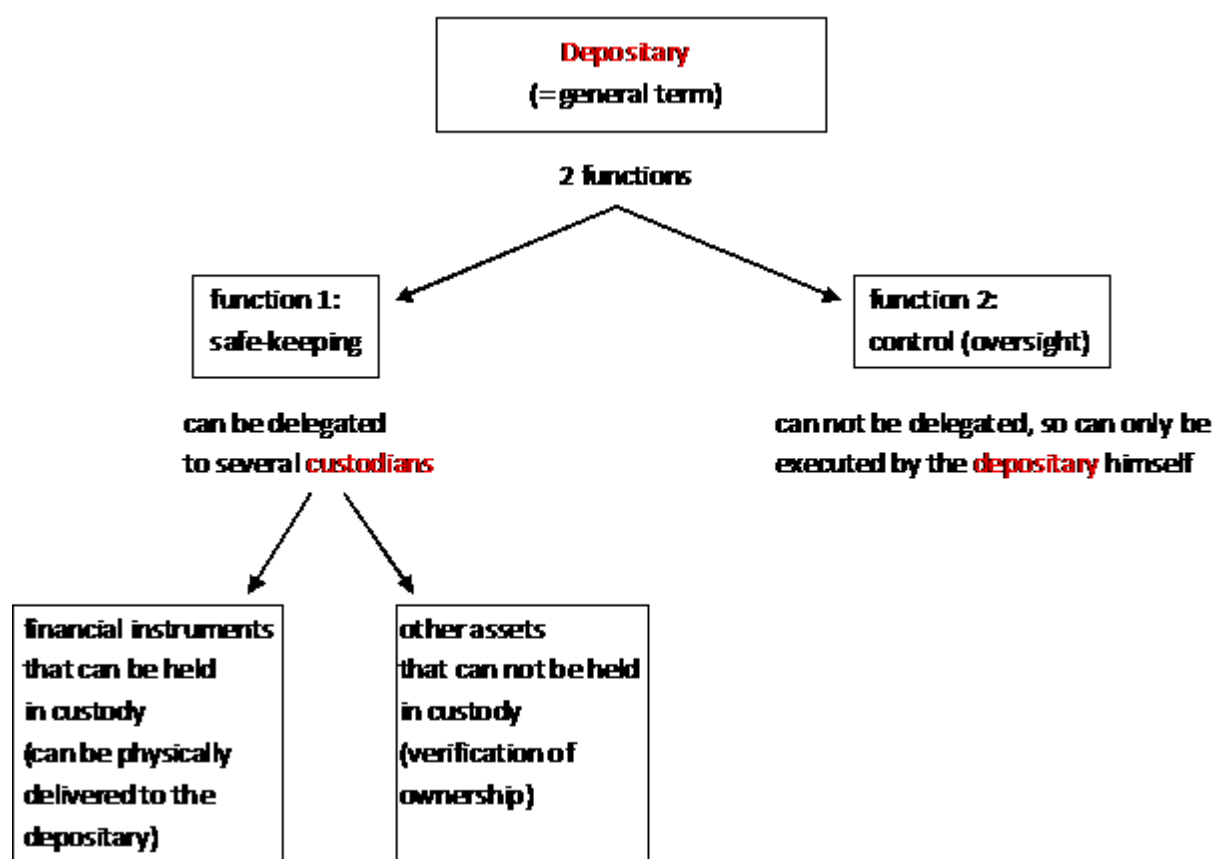 Depositary
(=general term)
2 functions
function 1:
safe-keeping
function 2:
control (oversight)
can be delegated
to several custodians
can not be delegated, so can only be
executed by the depositary himself
financial instruments
that can be held
in custody
(can be physically
delivered to the
depositary)
other assets
that can not be held
in custody
(verification of
ownership)